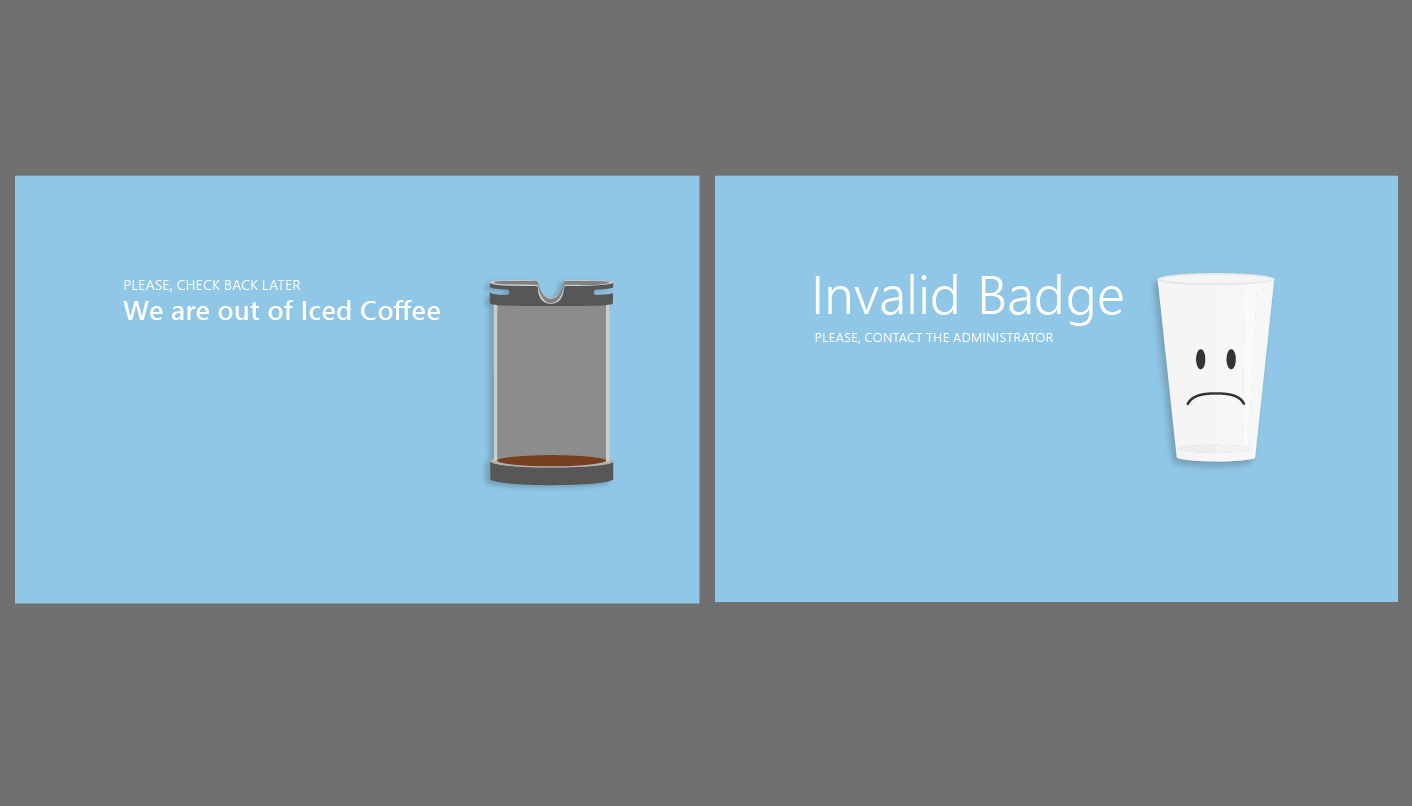 PLEASE, CHECK BACK LATER
We are out of Iced Coffee
Invalid Badge
PLEASE, CONTACT THE ADMINISTRATOR